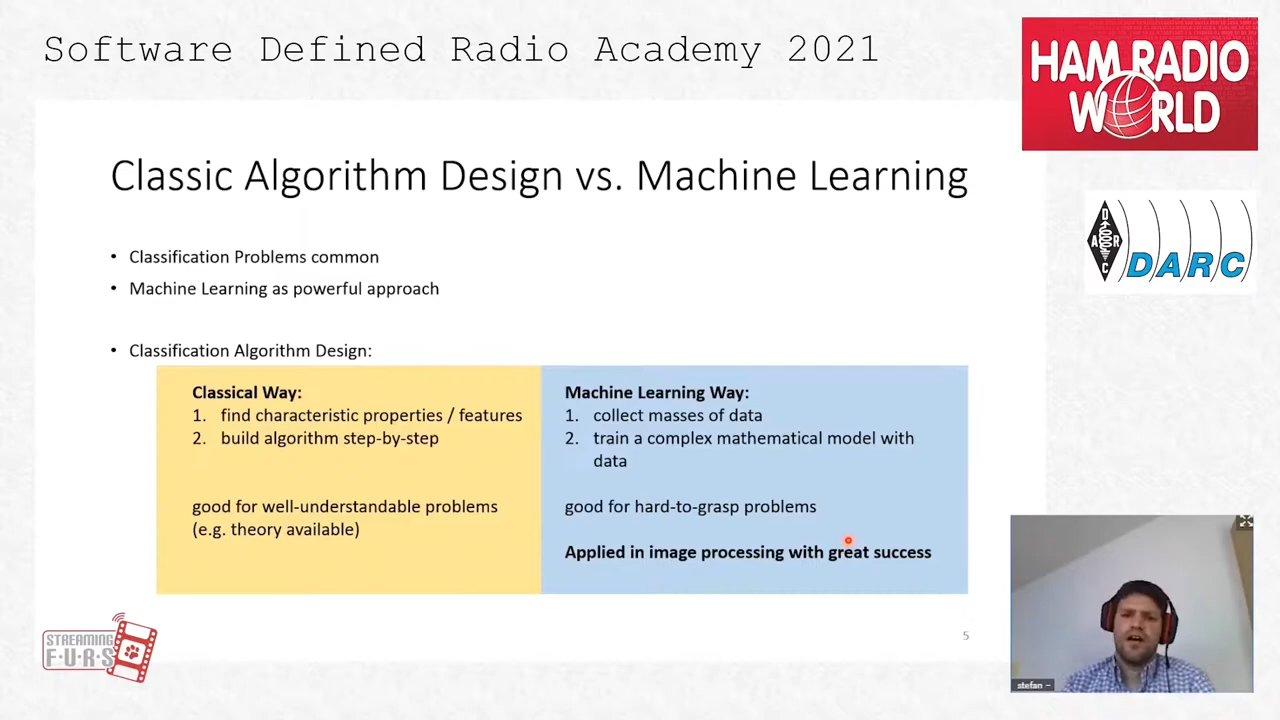 Software Defined Radio Academy 2021
HAM RADIO
WORLD
DARC
D
A R
C
Classic Algorithm Design vs. Machine Learning
• Classification Problems common
• Machine Learning as powerful approach
• Classification Algorithm Design:
Classical Way:
1. find characteristic properties / features
2. build algorithm step-by-step
good for well-understandable problems
(e.g. theory available)
Machine Learning Way:
1. collect masses of data
2. train a complex mathematical model with
data
good for hard-to-grasp problems
Applied in image processing with great success
5
STREAMING
F·U·R·S
stefan –